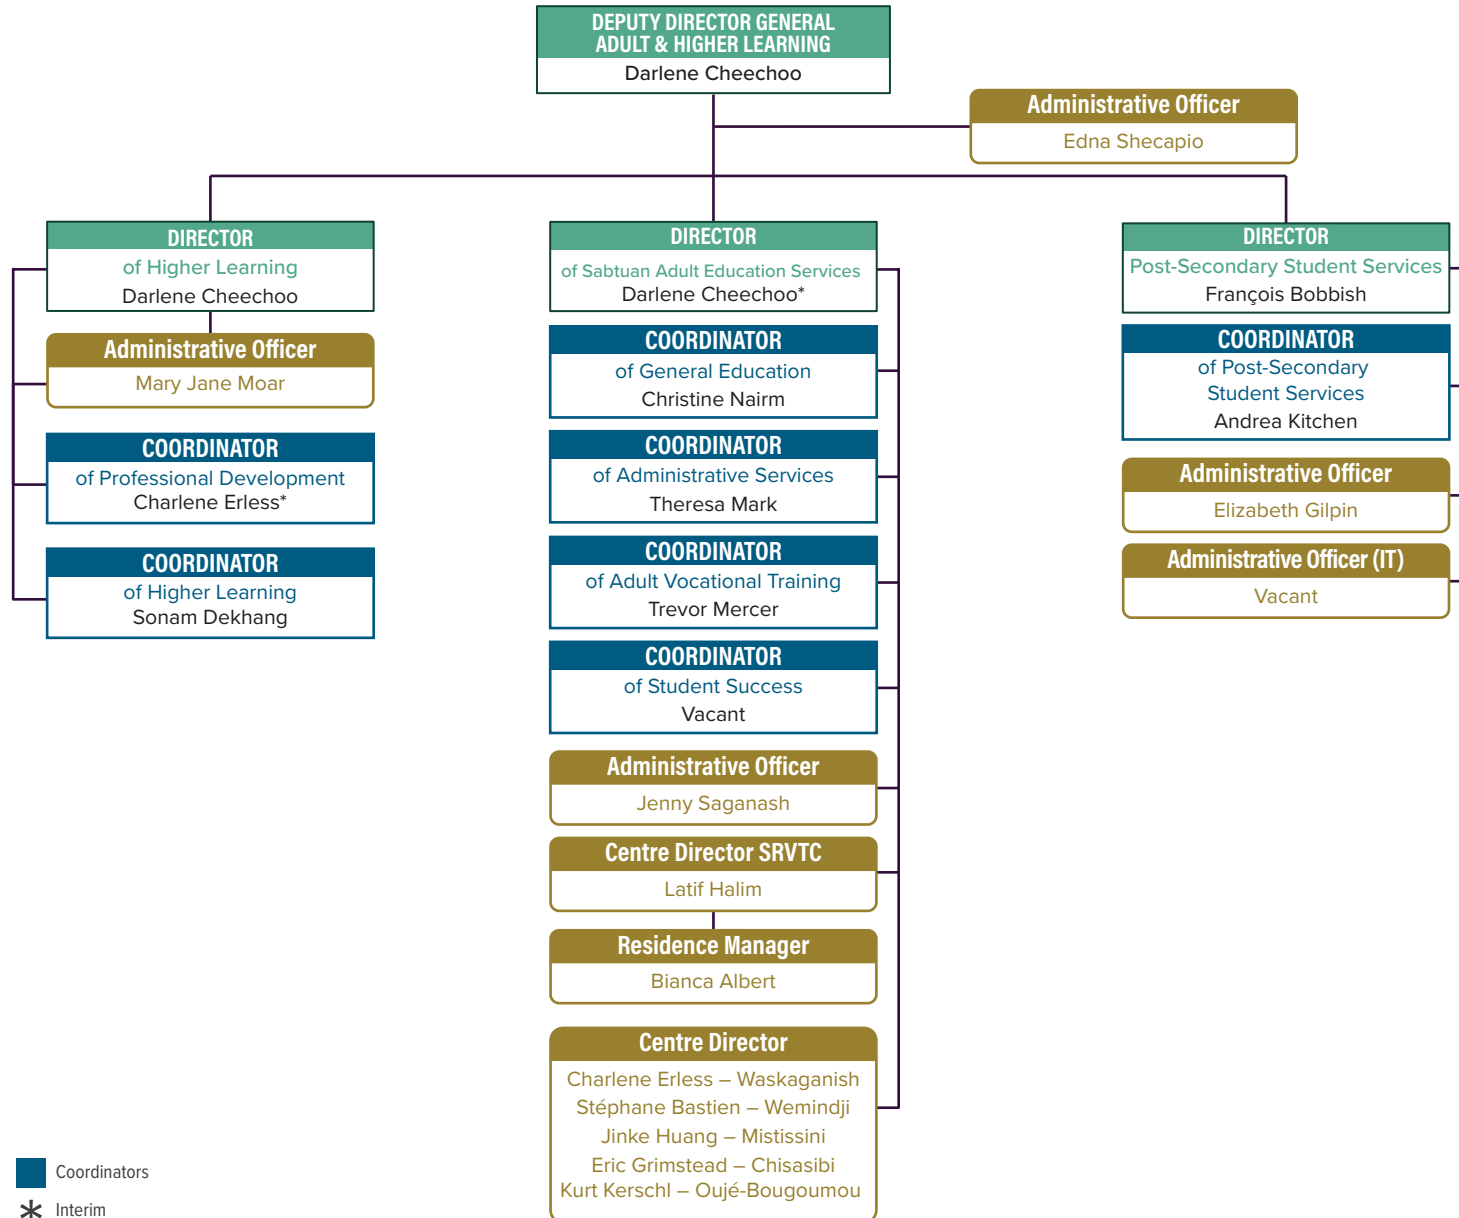 DEPUTY DIRECTOR GENERAL
ADULT & HIGHER LEARNING
Darlene Cheechoo
Administrative Officer
Edna Shecapio
DIRECTOR
of Higher Learning
Darlene Cheechoo
Administrative Officer
Mary Jane Moar
COORDINATOR
of Professional Development
Charlene Erless*
COORDINATOR
of Higher Learning
Sonam Dekhang
DIRECTOR
of Sabtuan Adult Education Services
Darlene Cheechoo*
COORDINATOR
of General Education
Christine Nairm
COORDINATOR
of Administrative Services
Theresa Mark
COORDINATOR
of Adult Vocational Training
Trevor Mercer
COORDINATOR
of Student Success
Vacant
Administrative Officer
Jenny Saganash
Centre Director SRVTC
Latif Halim
Residence Manager
Bianca Albert
Centre Director
Charlene Erless – Waskaganish
Stéphane Bastien – Wemindji
Jinke Huang – Mistissini
Eric Grimstead – Chisasibi
Kurt Kerschl – Oujé-Bougoumou
DIRECTOR
Post-Secondary Student Services
François Bobbish
COORDINATOR
of Post-Secondary
Student Services
Andrea Kitchen
Administrative Officer
Elizabeth Gilpin
Administrative Officer (IT)
Vacant
Coordinators
* Interim